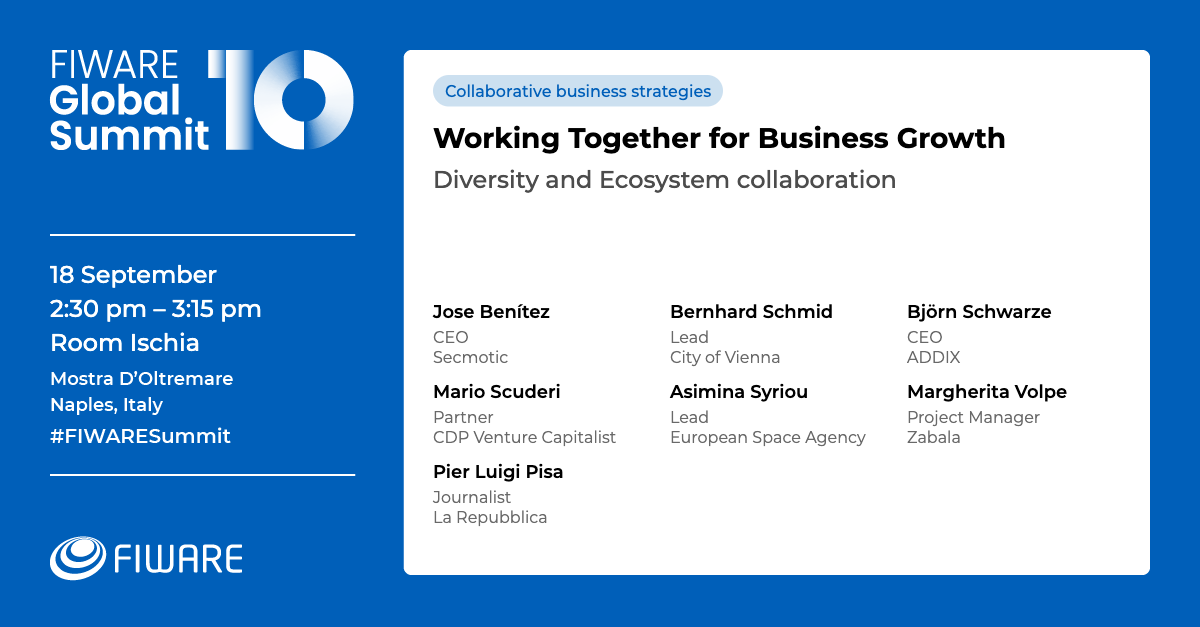 FIWARE
Global
Summit
10
18 September
2:30 pm – 3:15 pm
Room Ischia
Mostra D’Oltremare
Naples, Italy
#FIWARESummit
FIWARE
Collaborative business strategies
Working Together for Business Growth
Diversity and Ecosystem collaboration
Jose Benítez
CEO
Secmotic
Bernhard Schmid
Lead
City of Vienna
Björn Schwarze
CEO
ADDIX
Mario Scuderi
Partner
CDP Venture Capitalist
Asimina Syriou
Lead
European Space Agency
Margherita Volpe
Project Manager
Zabala
Pier Luigi Pisa
Journalist
La Repubblica